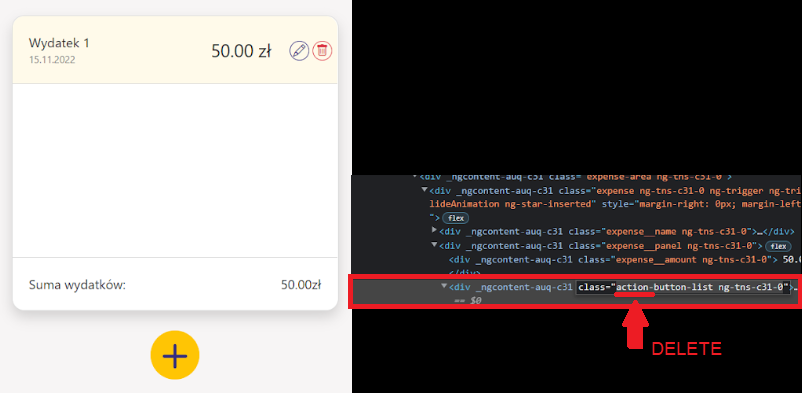 Wydatek 1
50.00 zł
15.11.2022
Suma wydatków:
50.00zł
<div _ngcontent-auq-c31 class="expense-area ng-tns-c31-0">
<div _ngcontent-auq-c31 class="expense ng-tns-c31-0 ng-trigger ng-tri
lideAnimation ng-star-inserted" style="margin-right: 0px; margin-left
"> flex
<div _ngcontent-auq-c31 class="expense__name ng-tns-c31-0">…</div>
<div _ngcontent-auq-c31 class="expense__panel ng-tns-c31-0"> flex
<div _ngcontent-auq-c31 class="expense__amount ng-tns-c31-0"> 50.0
</div>
<div _ngcontent-auq-c31 class="action-button-list ng-tns-c31-0">…
== $0
DELETE